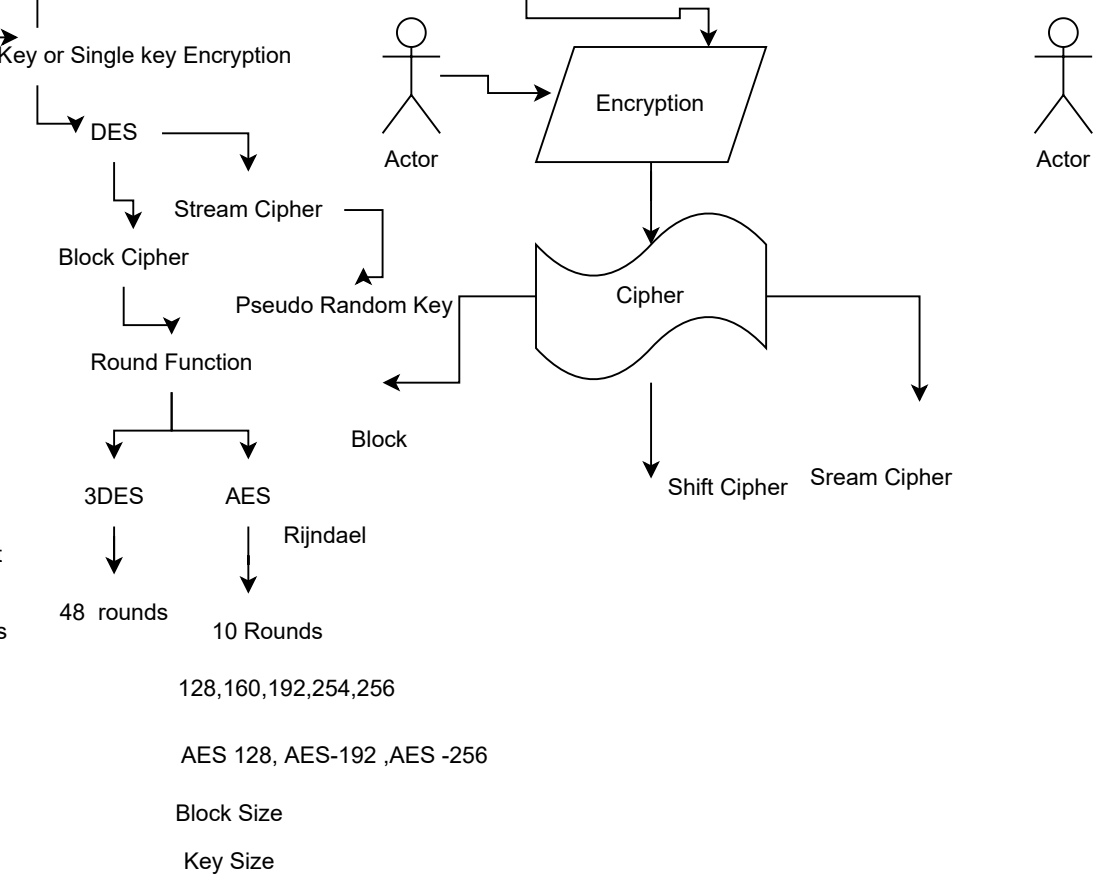 Key or Single key Encryption
DES
Stream Cipher
Block Cipher
Pseudo Random Key
Round Function
3DES
AES
Rijndael
48 rounds
10 Rounds
128,160,192,254,256
AES 128, AES-192 ,AES -256
Block Size
Key Size
Actor
Encryption
Cipher
Block
Shift Cipher
Sream Cipher
Actor